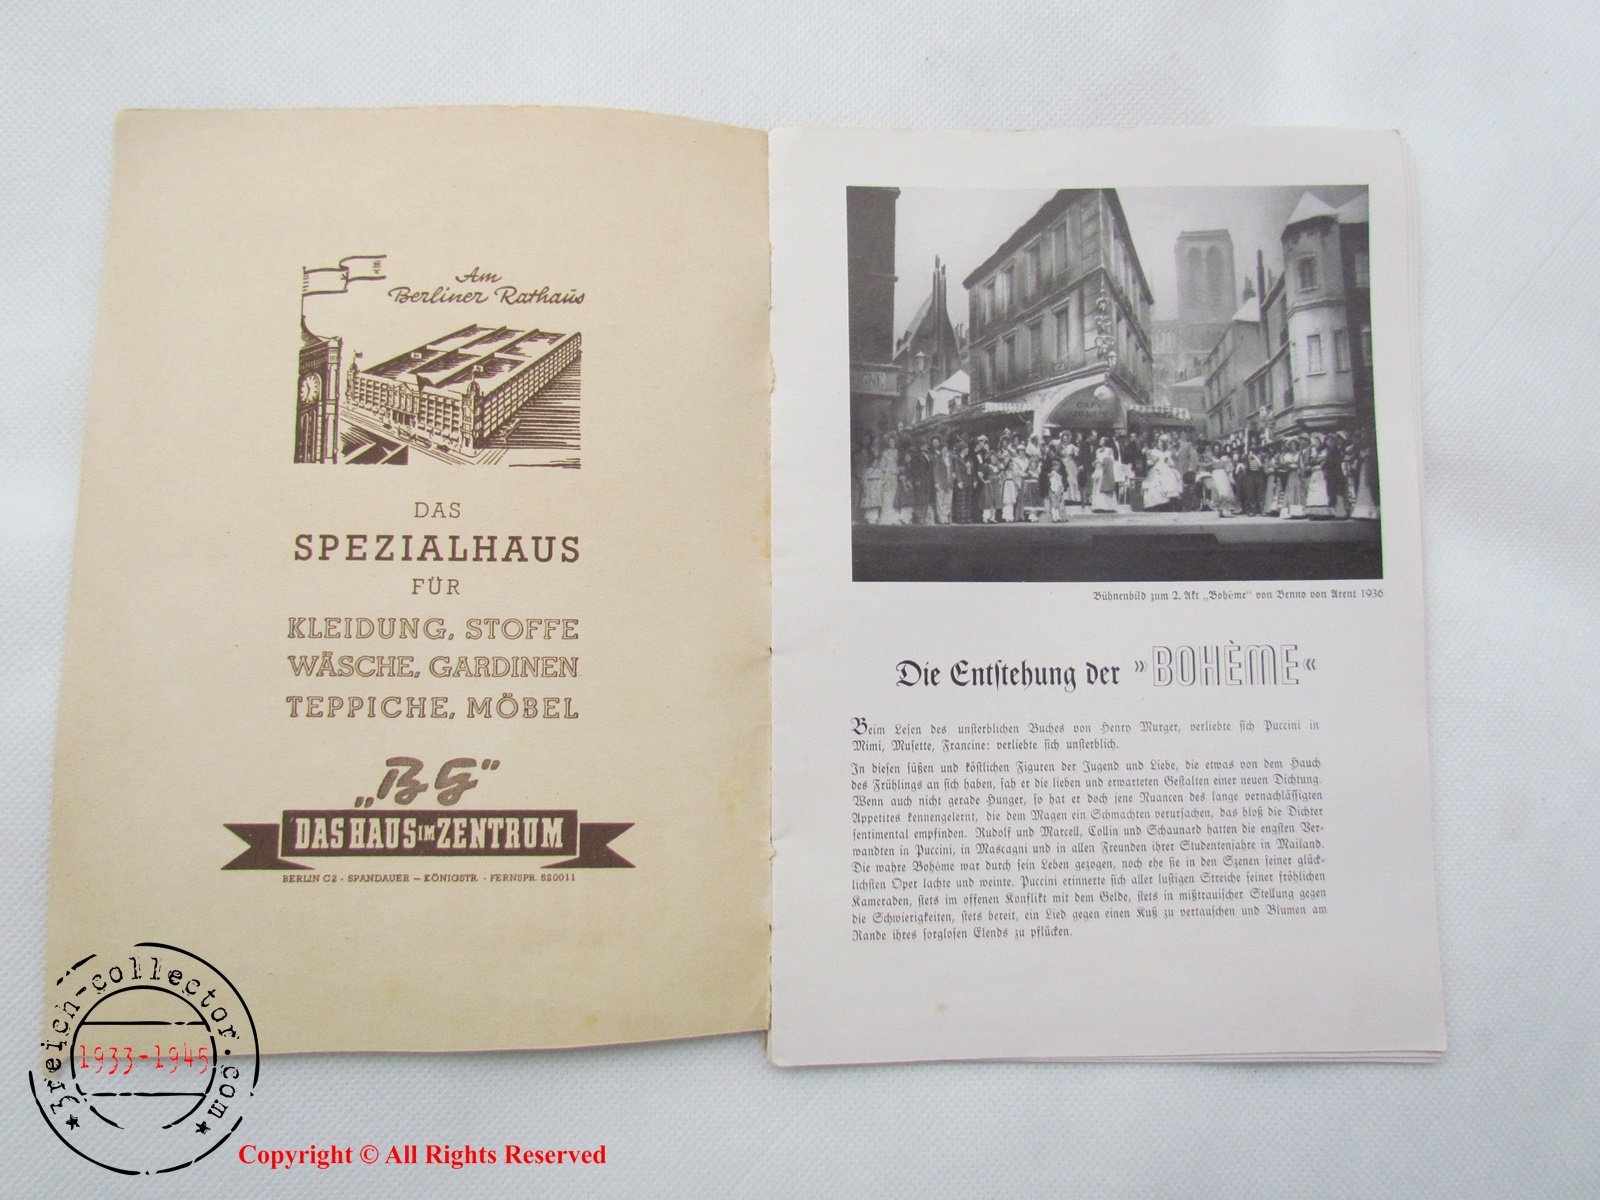 Am
Berliner Rathaus
DAS
SPEZIALHAUS
FÜR
KLEIDUNG, STOFFE
WÄSCHE, GARDINEN
TEPPICHE, MÖBEL
„BG“
DAS HAUS IM ZENTRUM
BERLIN C2 · SPANDAUER – KÖNIGSTR. · FERNSPR. 520011
CAFÉ
Bühnenbild zum 2. Akt „Bohème“ von Benno von Arent 1936
Die Entstehung der »BOHÈME«
Beim Lesen des unsterblichen Buches von Henry Murger, verliebte sich Puccini in
Mimi, Musette, Francine: verliebte sich unsterblich.
In diesen süßen und köstlichen Figuren der Jugend und Liebe, die etwas von dem Hauch
des Frühlings an sich haben, sah er die lieben und erwarteten Gestalten einer neuen Dichtung.
Wenn auch nicht gerade Hunger, so hat er doch jene Nuancen des lange vernachlässigten
Appetites kennengelernt, die dem Magen ein Schmachten verursachen, das bloß die Dichter
sentimental empfinden. Rudolf und Marcell, Collin und Schaunard hatten die engsten Ver-
wandten in Puccini, in Mascagni und in allen Freunden ihrer Studentenjahre in Mailand.
Die wahre Bohème war durch sein Leben gezogen, noch ehe sie in den Szenen seiner glück-
lichsten Oper lachte und weinte. Puccini erinnerte sich aller lustigen Streiche seiner fröhlichen
Kameraden, stets im offenen Konflikt mit dem Gelde, stets in mißtrauischer Stellung gegen
die Schwierigkeiten, stets bereit, ein Lied gegen einen Kuß zu vertauschen und Blumen am
Rande ihres sorglosen Elends zu pflücken.
3reich-collector.com
1933-1945
Copyright © All Rights Reserved